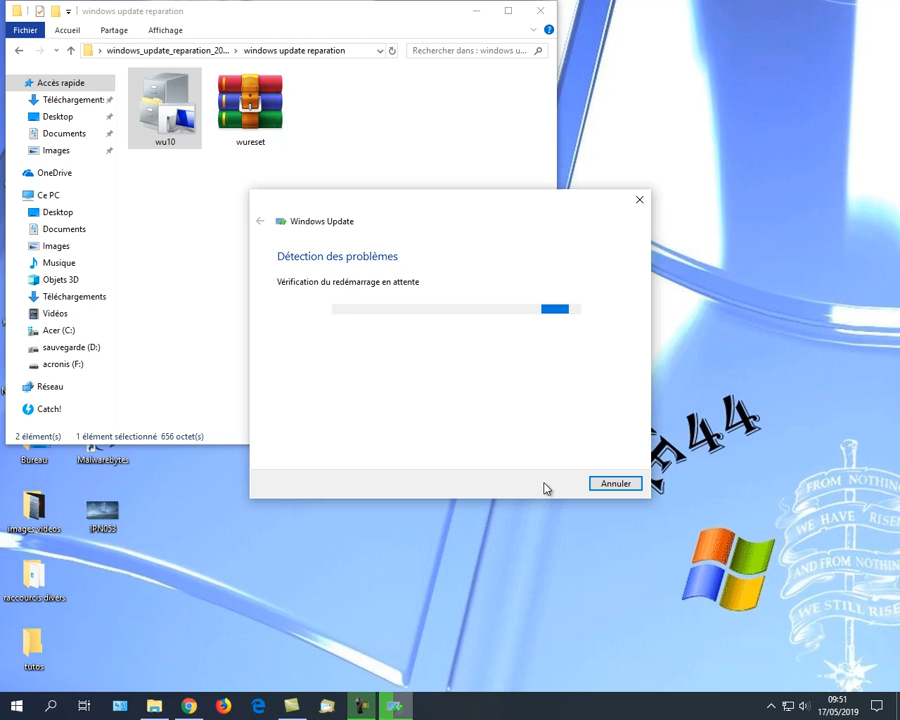 windows update reparation
Fichier
Accueil
Partage
Affichage
windows_update_reparation_20... > windows update reparation
Rechercher dans : windows u...
Accès rapide
Téléchargement:
Desktop
Documents
Images
OneDrive
Ce PC
Desktop
Documents
Images
Musique
Objets 3D
Téléchargements
Vidéos
Acer (C:)
sauvegarde (D:)
acronis (F:)
Réseau
Catch!
wu10
wureset
2 élément(s)
1 élément sélectionné 656 octet(s)
Windows Update
Détection des problèmes
Vérification du redémarrage en attente
Annuler
Bureau
Malwarebytes
images videos
IPN053
raccourcis divers
tutos
44
FROM NOTHING
WE HAVE RISEN
AND FROM NOTHING
WE STILL RISE
09:51
17/05/2019